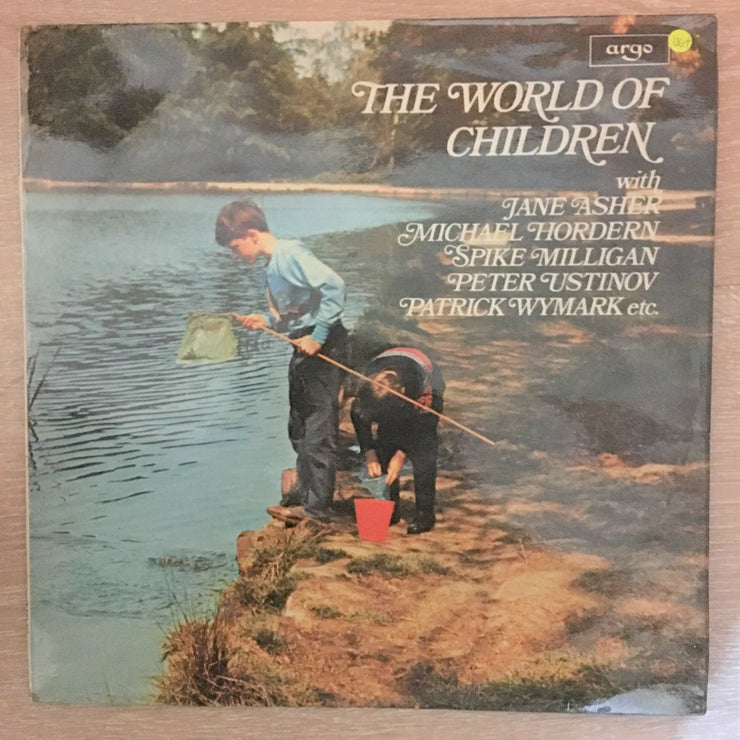 argo
THE WORLD OF
CHILDREN
with
JANE ASHER
MICHAEL HORDERN
SPIKE MILLIGAN
PETER USTINOV
PATRICK WYMARK etc.